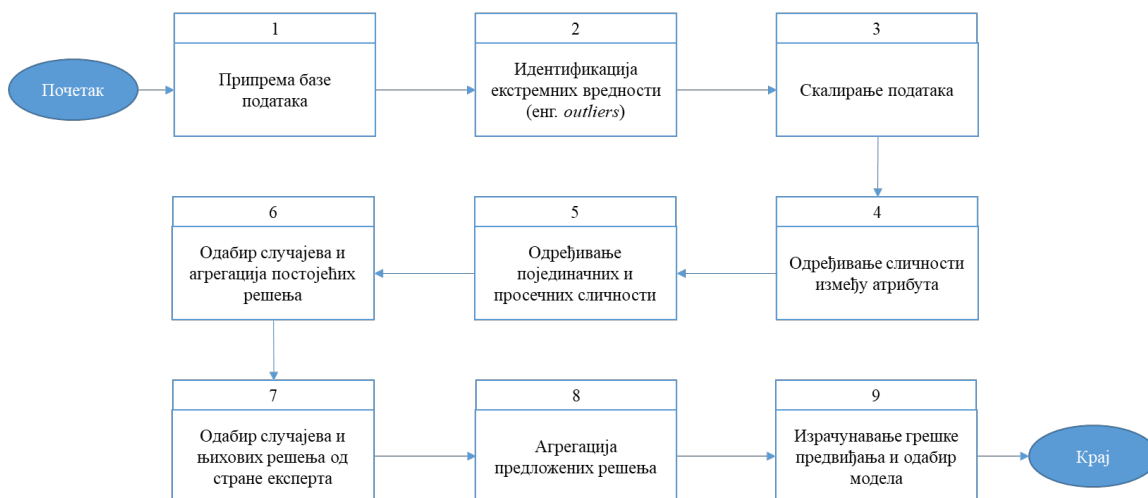 Почетак
1
Припрема базе
података
2
Идентификација
екстремних вредности
(енг. outliers)
3
Скалирање података
4
Одређивање сличности
између атрибута
5
Одређивање
појединачних и
просечних сличности
6
Одабир случајева и
агрегација постојећих
решења
7
Одабир случајева и
њихових решења од
стране експерта
8
Агрегација
предложених решења
9
Израчунавање грешке
предвиђања и одабир
модела
Крај